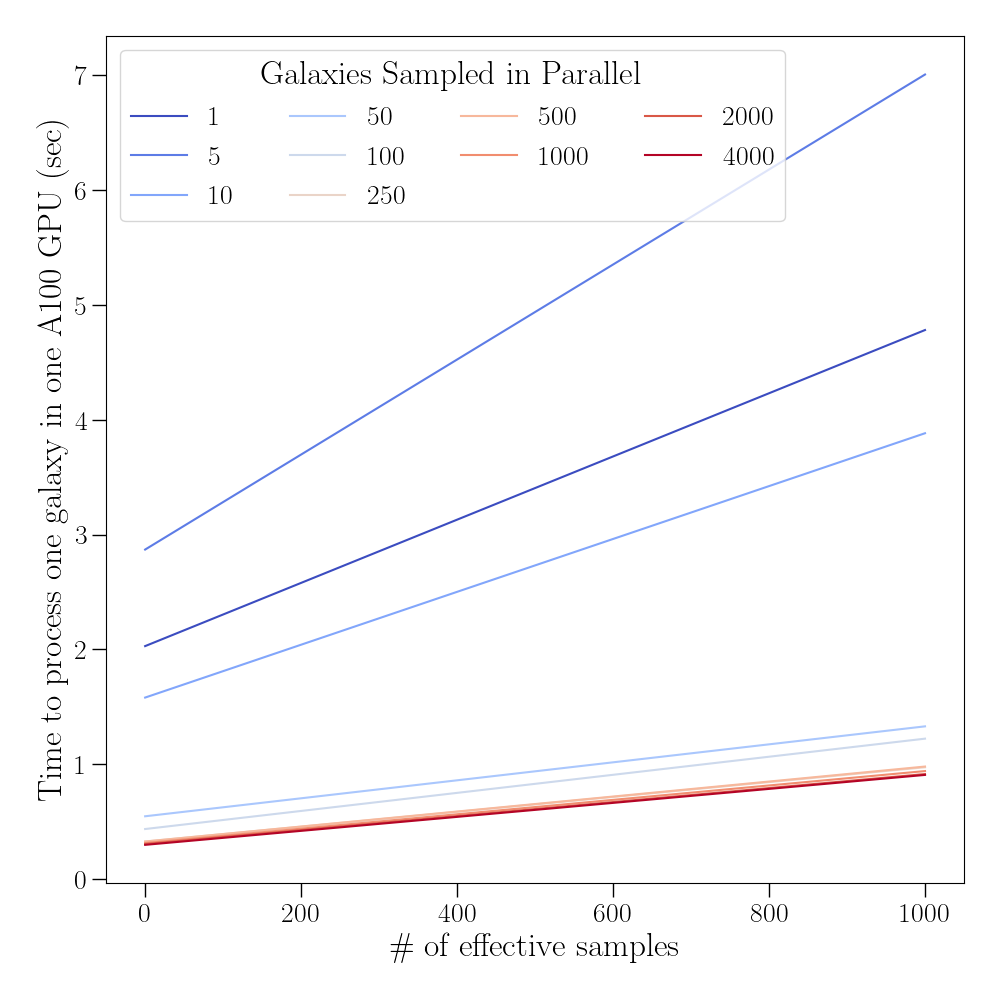 Galaxies Sampled in Parallel
1 50 500 2000
5 100 1000 4000
10 250
Time to process one galaxy in one A100 GPU (sec)
7
6
5
4
3
2
1
0
0 200 400 600 800 1000
# of effective samples